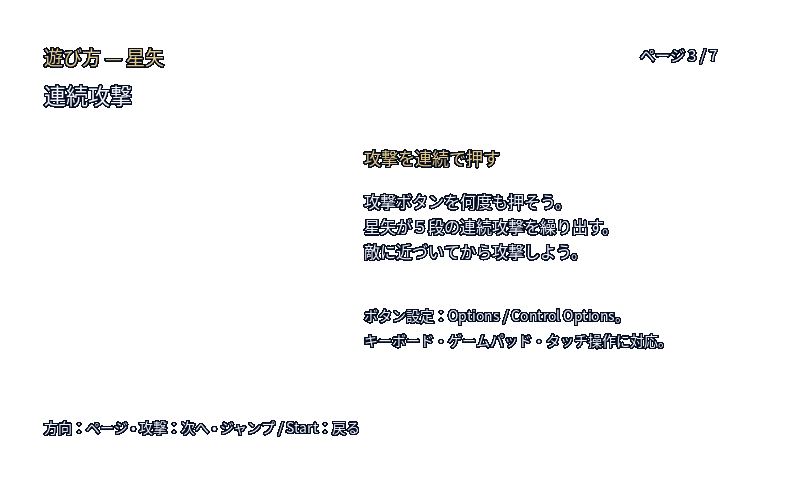 遊び方 — 星矢
ページ 3 / 7
連続攻撃
攻撃を連続で押す
攻撃ボタンを何度も押そう。
星矢が 5 段の連続攻撃を繰り出す。
敵に近づいてから攻撃しよう。
ボタン設定：Options / Control Options。
キーボード・ゲームパッド・タッチ操作に対応。
方向：ページ・攻撃：次へ・ジャンプ / Start：戻る